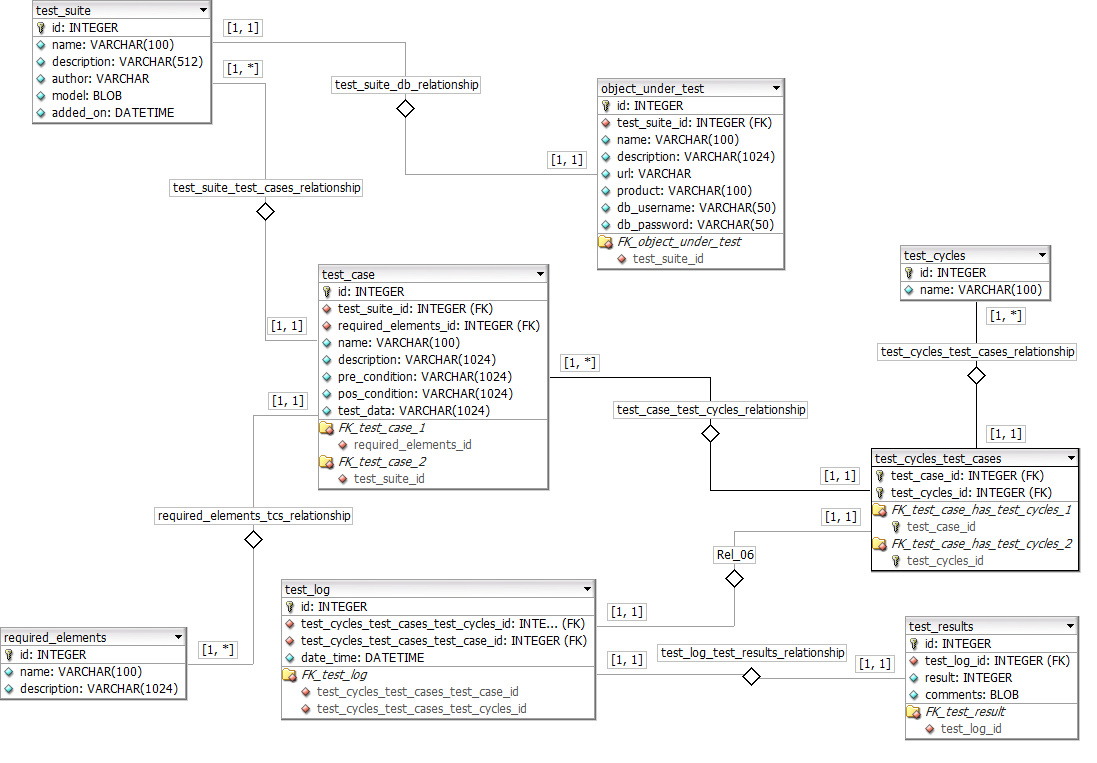 test_suite
id: INTEGER
name: VARCHAR(100)
description: VARCHAR(512)
author: VARCHAR
model: BLOB
added_on: DATETIME
[1, 1]
[1, *]
test_suite_db_relationship
[1, 1]
object_under_test
id: INTEGER
test_suite_id: INTEGER (FK)
name: VARCHAR(100)
description: VARCHAR(1024)
url: VARCHAR
product: VARCHAR(100)
db_username: VARCHAR(50)
db_password: VARCHAR(50)
FK_object_under_test
test_suite_id
test_suite_test_cases_relationship
[1, 1]
test_case
id: INTEGER
test_suite_id: INTEGER (FK)
required_elements_id: INTEGER (FK)
name: VARCHAR(100)
description: VARCHAR(1024)
pre_condition: VARCHAR(1024)
pos_condition: VARCHAR(1024)
test_data: VARCHAR(1024)
FK_test_case_1
required_elements_id
FK_test_case_2
test_suite_id
[1, 1]
[1, *]
test_case_test_cycles_relationship
[1, 1]
test_cycles
id: INTEGER
name: VARCHAR(100)
[1, *]
test_cycles_test_cases_relationship
[1, 1]
test_cycles_test_cases
test_case_id: INTEGER (FK)
test_cycles_id: INTEGER (FK)
FK_test_case_has_test_cycles_1
test_case_id
FK_test_case_has_test_cycles_2
test_cycles_id
[1, 1]
Rel_06
[1, 1]
required_elements_tcs_relationship
required_elements
id: INTEGER
name: VARCHAR(100)
description: VARCHAR(1024)
[1, *]
test_log
id: INTEGER
test_cycles_test_cases_test_cycles_id: INTE... (FK)
test_cycles_test_cases_test_case_id: INTEGER (FK)
date_time: DATETIME
FK_test_log
test_cycles_test_cases_test_case_id
test_cycles_test_cases_test_cycles_id
[1, 1]
test_log_test_results_relationship
[1, 1]
test_results
id: INTEGER
test_log_id: INTEGER (FK)
result: INTEGER
comments: BLOB
FK_test_result
test_log_id